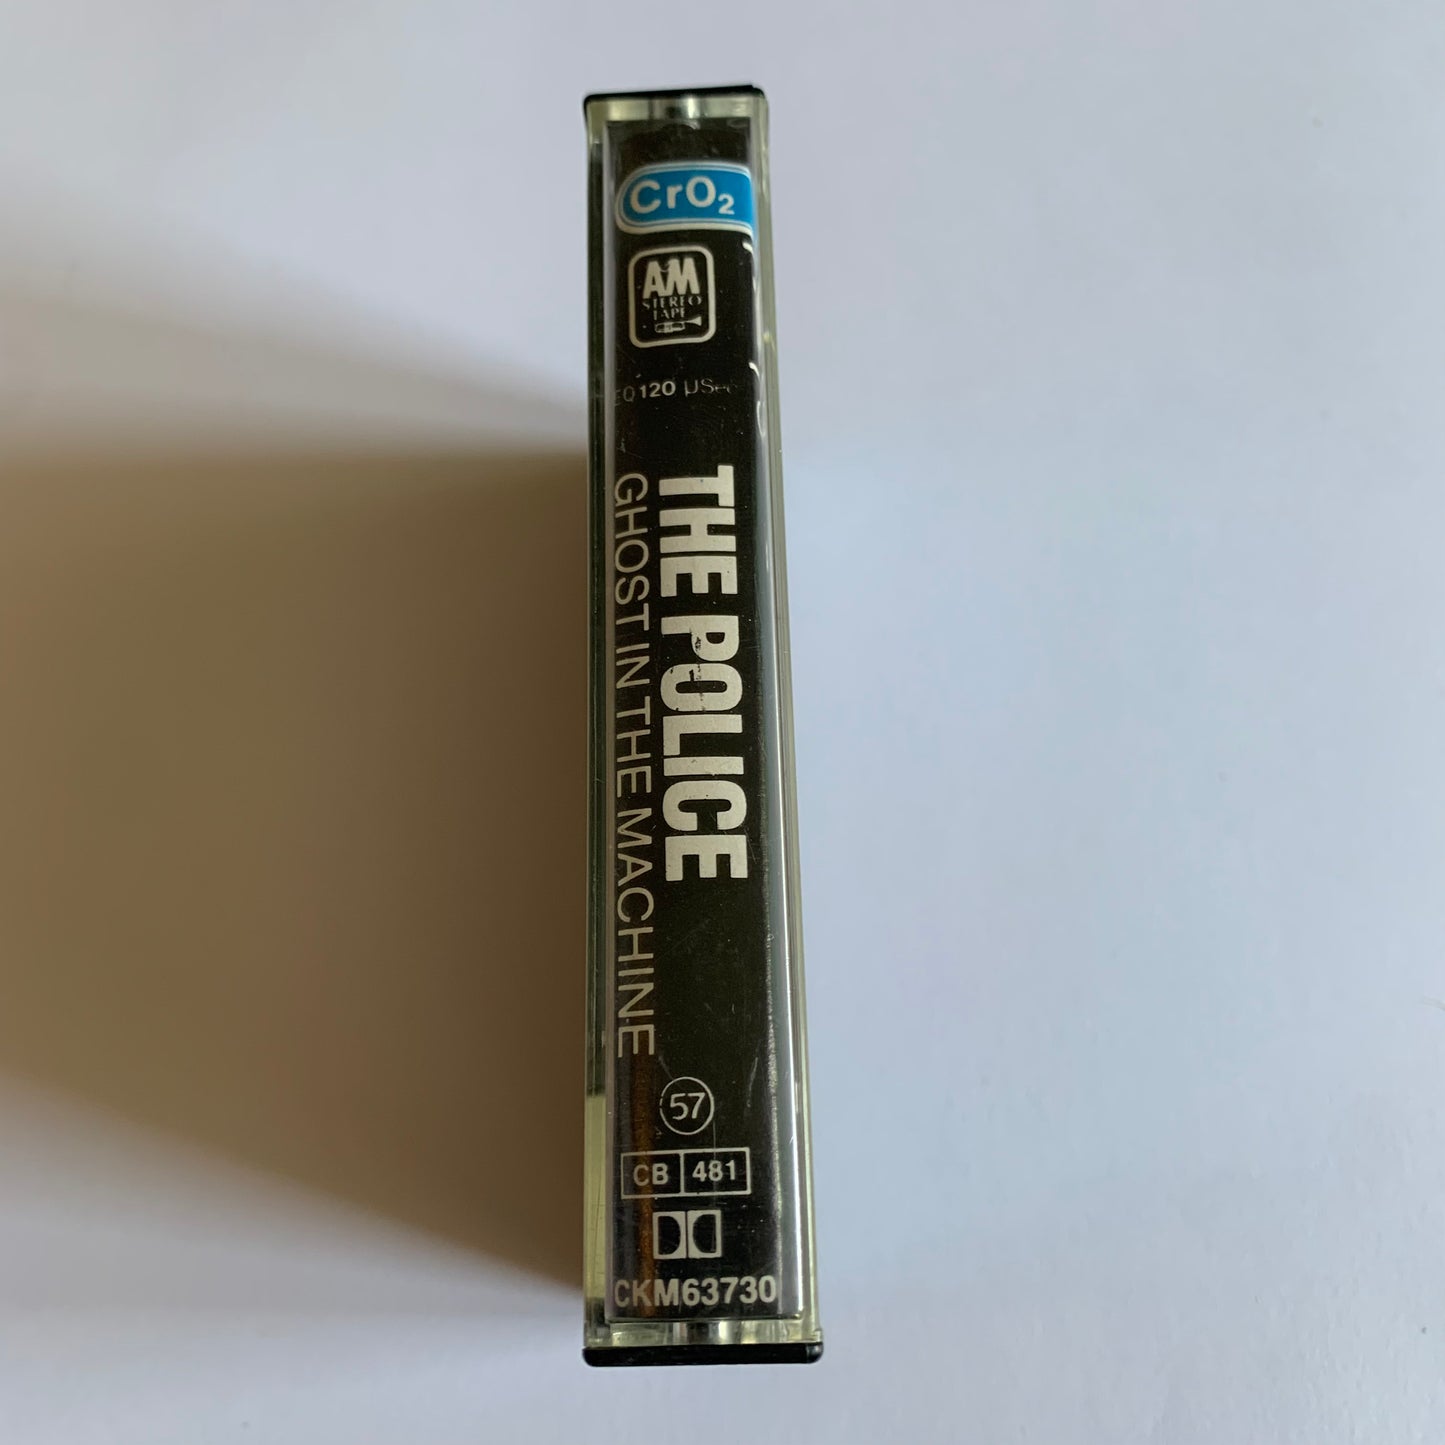 CrO₂
A&M
STEREO
TAPE
EQ 120 µSec
THE POLICE
GHOST IN THE MACHINE
57
CB 481
CKM63730